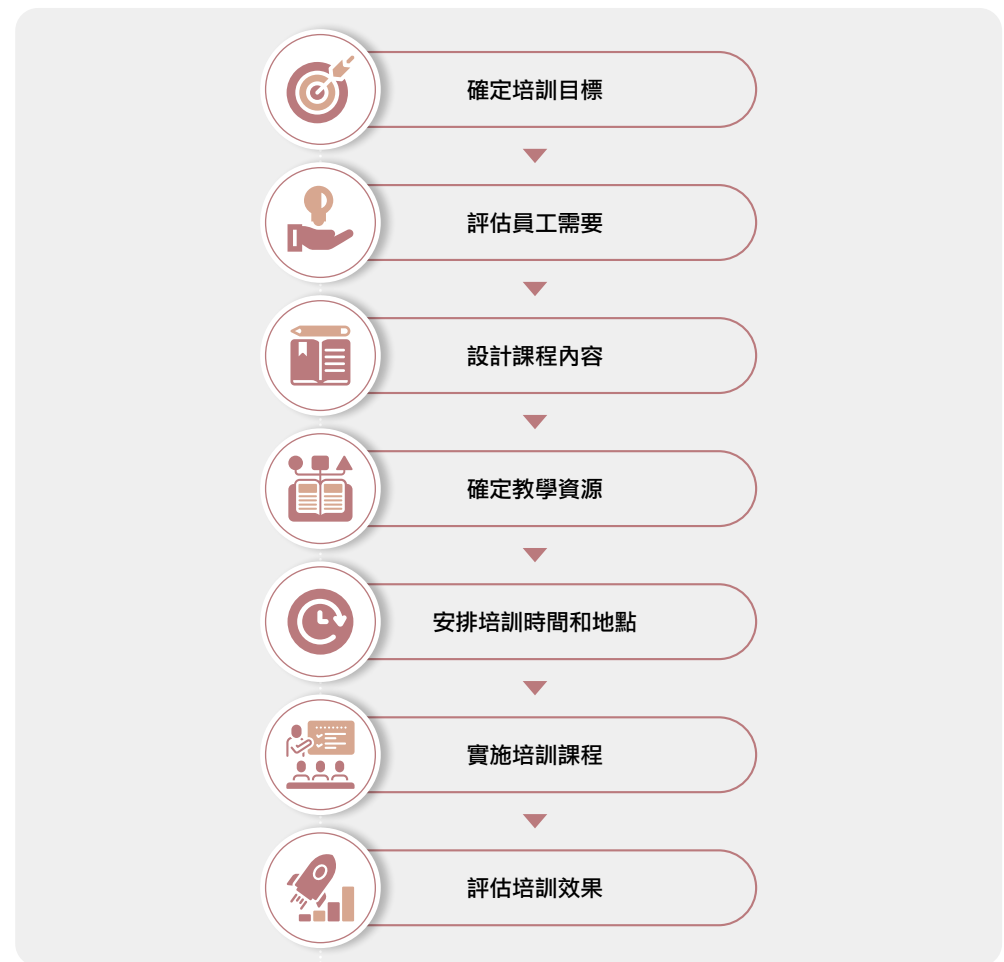 確定培訓目標
評估員工需要
設計課程內容
確定教學資源
安排培訓時間和地點
實施培訓課程
評估培訓效果